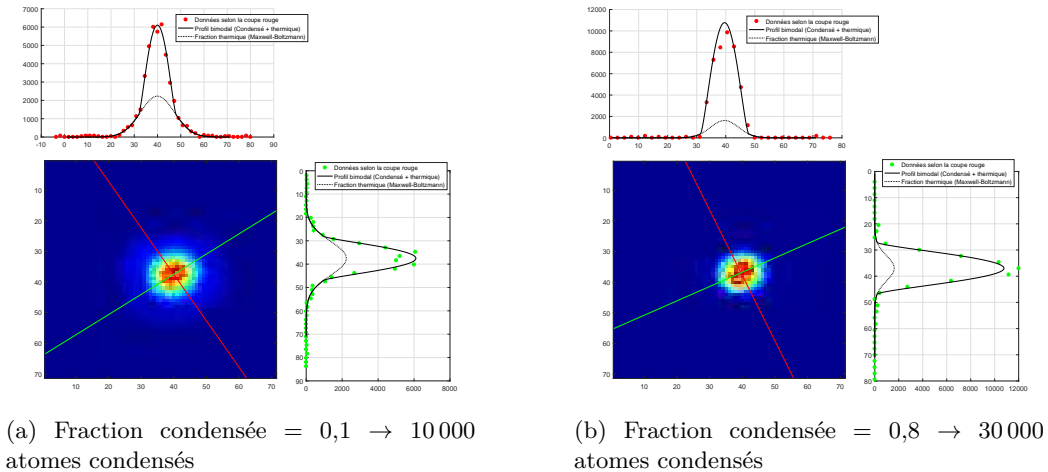 Données selon la coupe rouge
Profil bimodal (Condensé + thermique)
Fraction thermique (Maxwell-Boltzmann)
7000
6000
5000
4000
3000
2000
1000
0
-10 0 10 20 30 40 50 60 70 80 90
10
20
30
40
50
60
70
10 20 30 40 50 60 70
Données selon la coupe rouge
Profil bimodal (Condensé + thermique)
Fraction thermique (Maxwell-Boltzmann)
0
10
20
30
40
50
60
70
80
90
0 2000 4000 6000 8000
(a) Fraction condensée = 0,1 → 10 000
atomes condensés
Données selon la coupe rouge
Profil bimodal (Condensé + thermique)
Fraction thermique (Maxwell-Boltzmann)
12000
10000
8000
6000
4000
2000
0
0 10 20 30 40 50 60 70 80
10
20
30
40
50
60
70
10 20 30 40 50 60 70
Données selon la coupe rouge
Profil bimodal (Condensé + thermique)
Fraction thermique (Maxwell-Boltzmann)
0
10
20
30
40
50
60
70
80
0 2000 4000 6000 8000 10000 12000
(b) Fraction condensée = 0,8 → 30 000
atomes condensés